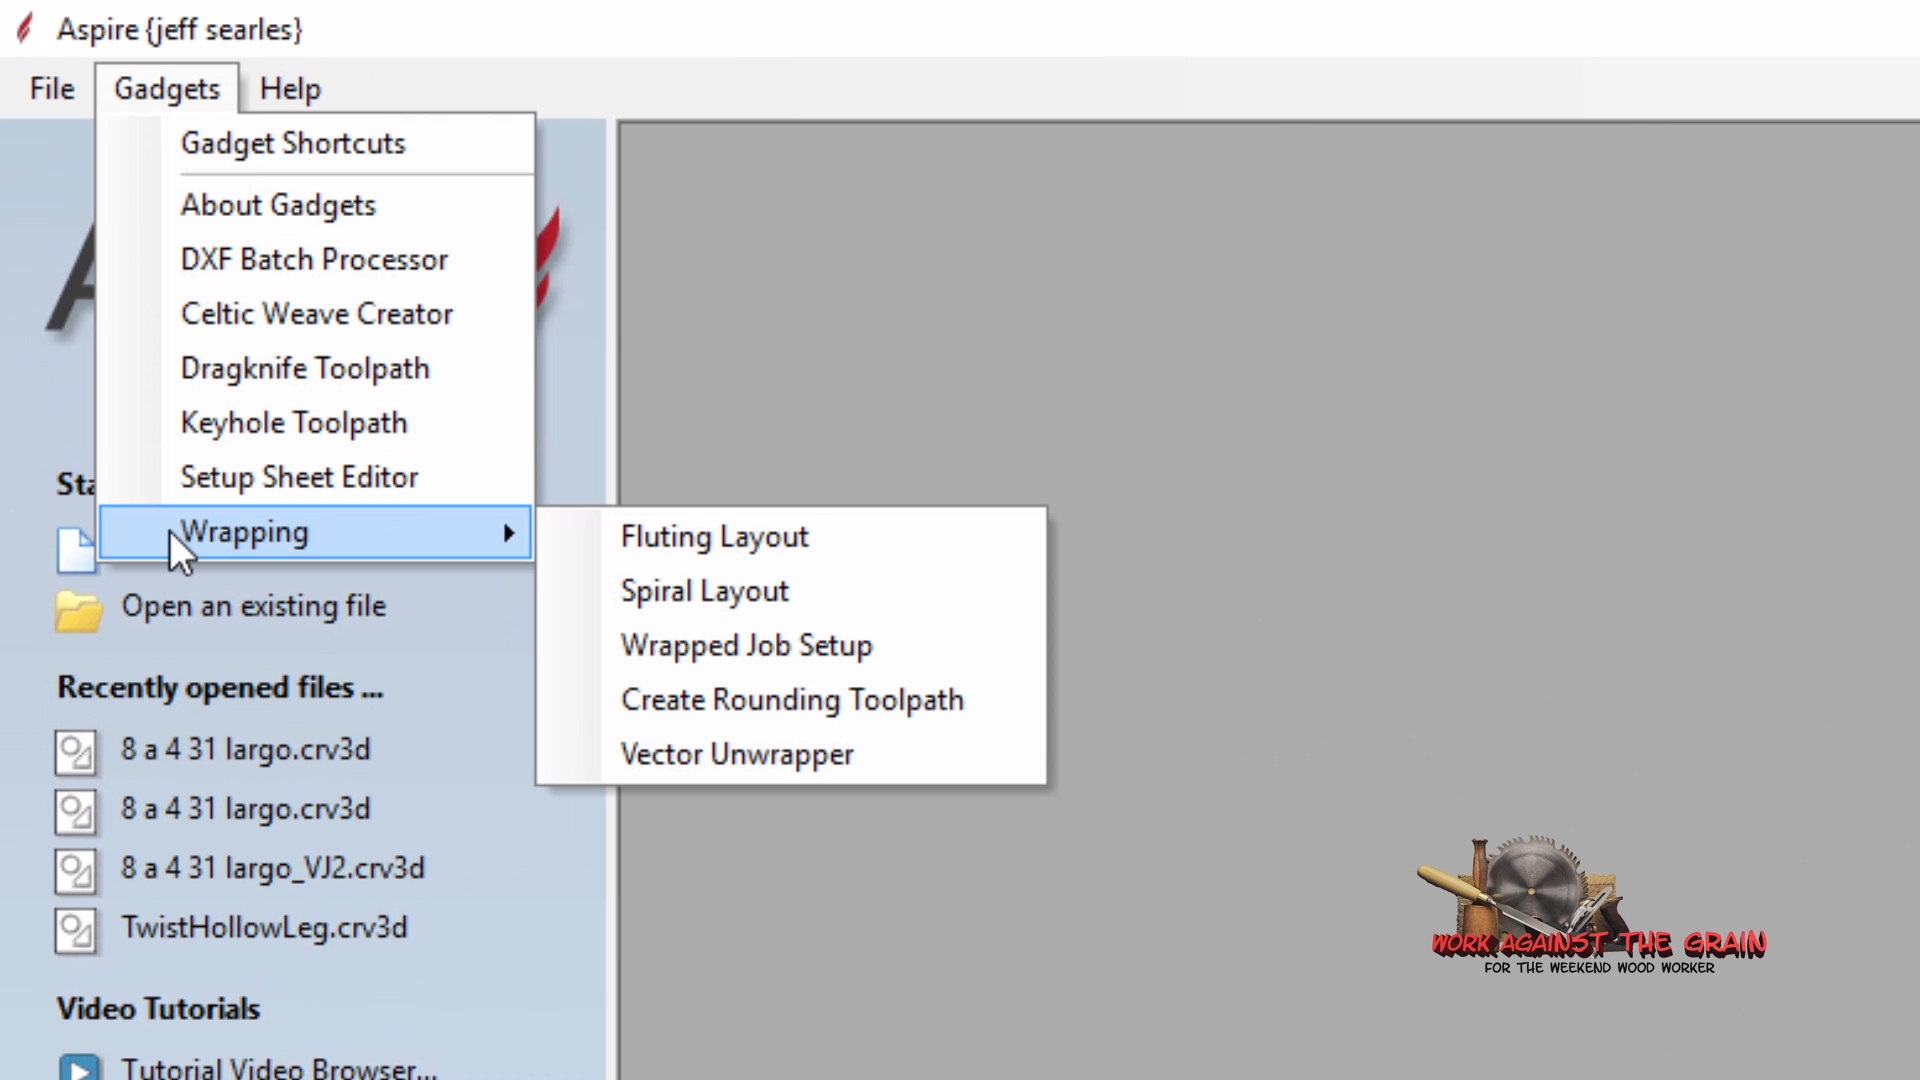 Aspire {jeff searles}
File Gadgets Help
Gadget Shortcuts
About Gadgets
DXF Batch Processor
Celtic Weave Creator
Dragknife Toolpath
Keyhole Toolpath
Setup Sheet Editor
Wrapping
Fluting Layout
Spiral Layout
Wrapped Job Setup
Create Rounding Toolpath
Vector Unwrapper
Open an existing file
Recently opened files ...
8 a 4 31 largo.crv3d
8 a 4 31 largo.crv3d
8 a 4 31 largo_VJ2.crv3d
TwistHollowLeg.crv3d
Video Tutorials
Tutorial Video Browser...
WORK AGAINST THE GRAIN
FOR THE WEEKEND WOOD WORKER